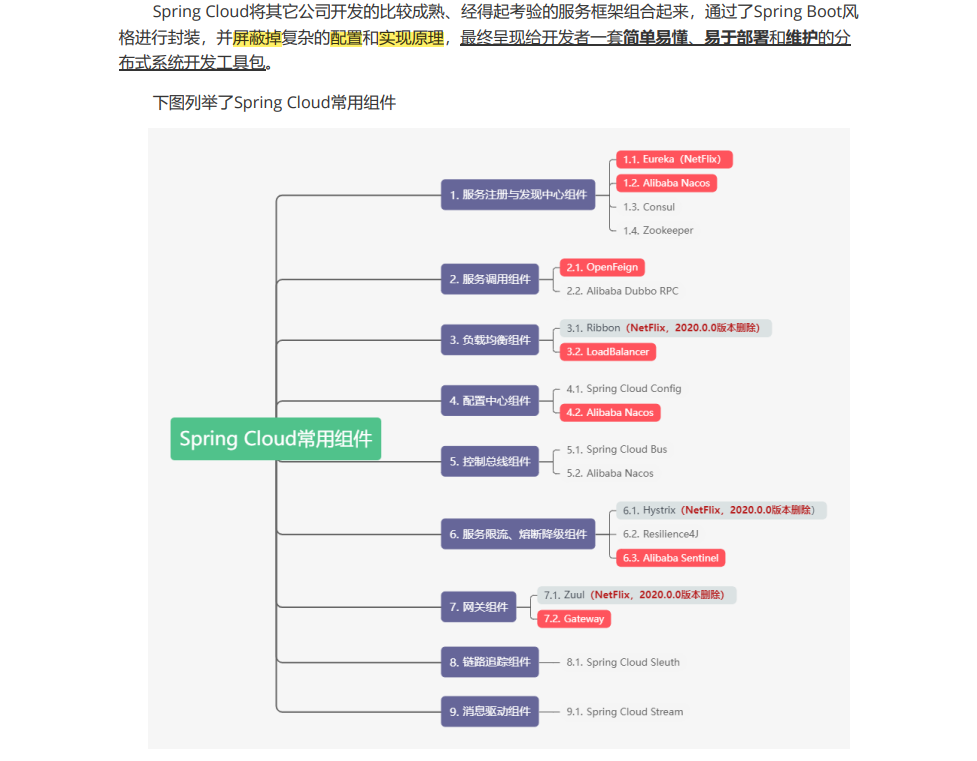 Spring Cloud将其它公司开发的比较成熟、经得起考验的服务框架组合起来，通过了Spring Boot风
格进行封装，并屏蔽掉复杂的配置和实现原理，最终呈现给开发者一套简单易懂、易于部署和维护的分
布式系统开发工具包。
下图列举了Spring Cloud常用组件
Spring Cloud常用组件
1. 服务注册与发现中心组件
1.1. Eureka（NetFlix）
1.2. Alibaba Nacos
1.3. Consul
1.4. Zookeeper
2. 服务调用组件
2.1. OpenFeign
2.2. Alibaba Dubbo RPC
3. 负载均衡组件
3.1. Ribbon（NetFlix，2020.0.0版本删除）
3.2. LoadBalancer
4. 配置中心组件
4.1. Spring Cloud Config
4.2. Alibaba Nacos
5. 控制总线组件
5.1. Spring Cloud Bus
5.2. Alibaba Nacos
6. 服务限流、熔断降级组件
6.1. Hystrix（NetFlix，2020.0.0版本删除）
6.2. Resilience4J
6.3. Alibaba Sentinel
7. 网关组件
7.1. Zuul（NetFlix，2020.0.0版本删除）
7.2. Gateway
8. 链路追踪组件
8.1. Spring Cloud Sleuth
9. 消息驱动组件
9.1. Spring Cloud Stream